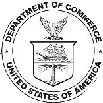 DEPARTMENT OF COMMERCE
UNITED STATES OF AMERICA